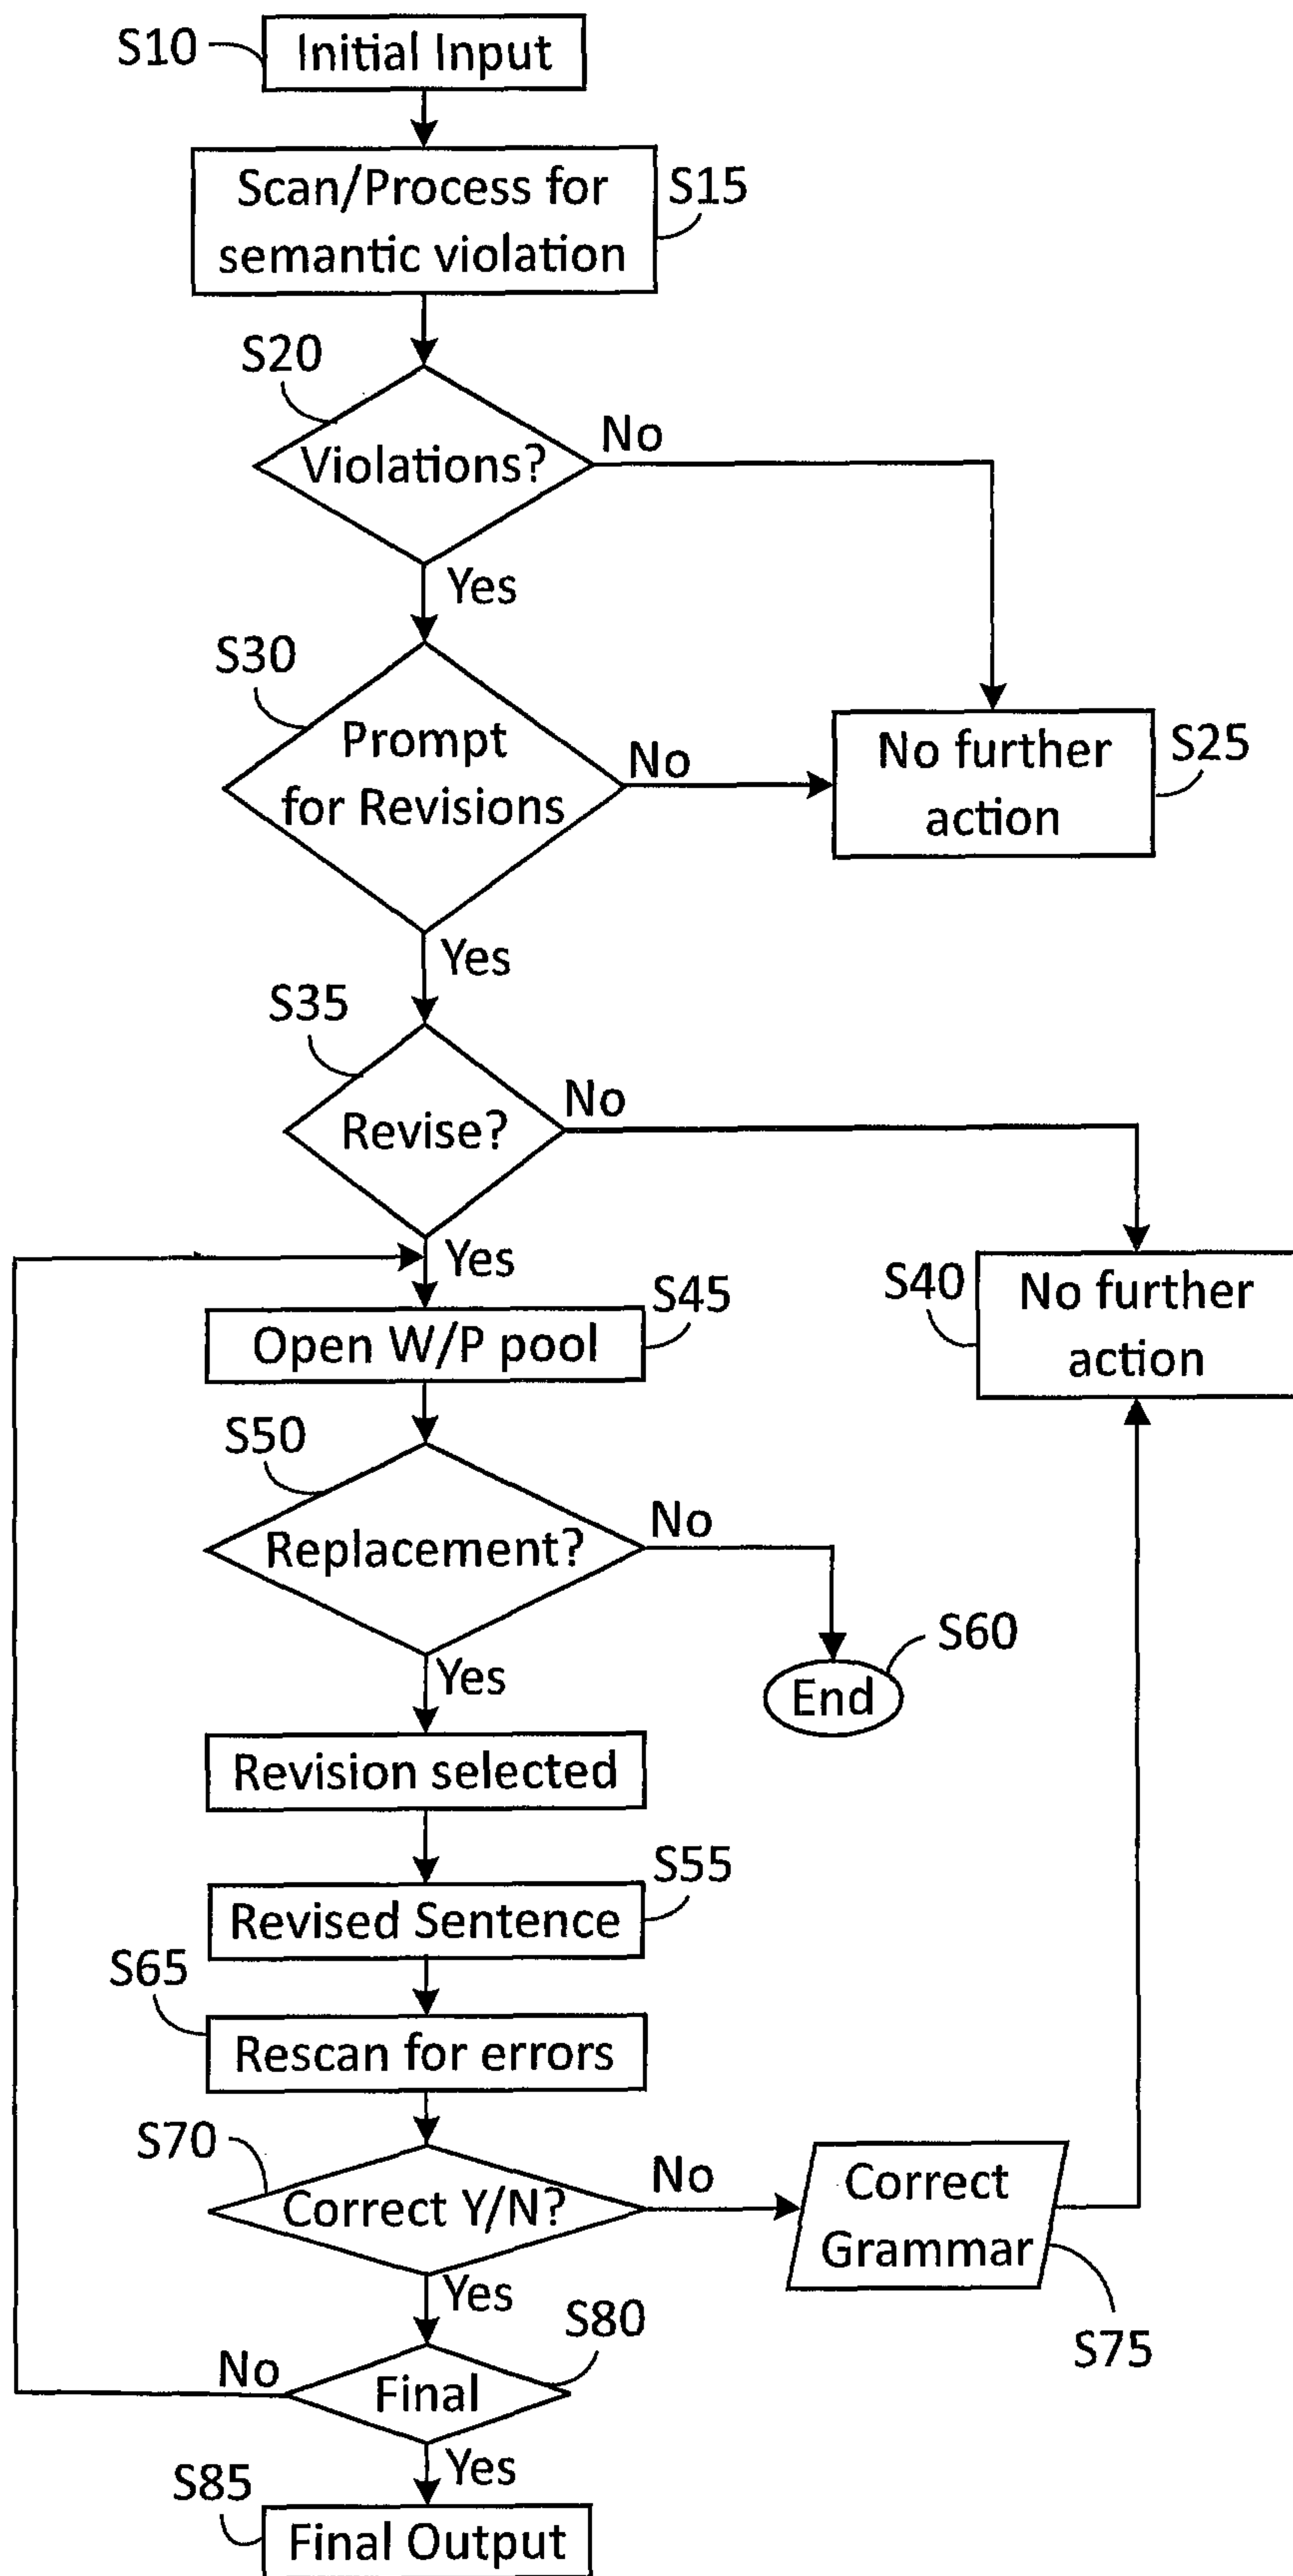 S10
Initial Input
Scan/Process for
semantic violation
S15
S20
Violations?
No
Yes
S30
Prompt
for Revisions
No
No further
action
S25
Yes
S35
Revise?
No
Yes
S40
No further
action
Open W/P pool
S45
S50
Replacement?
No
S60
End
Yes
Revision selected
S55
Revised Sentence
S65
Rescan for errors
S70
Correct Y/N?
No
Correct
Grammar
S75
Yes
S80
No
Final
Yes
S85
Final Output